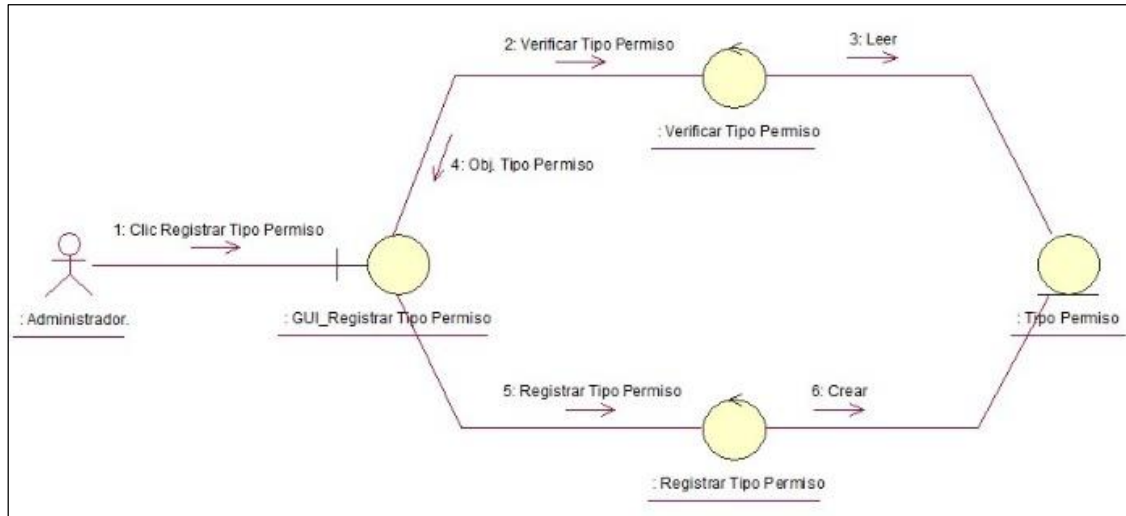 2: Verificar Tipo Permiso
3: Leer
: Verificar Tipo Permiso
4: Obj. Tipo Permiso
1: Clic Registrar Tipo Permiso
: Administrador.
: GUI_Registrar Tipo Permiso
: Tipo Permiso
5: Registrar Tipo Permiso
6: Crear
: Registrar Tipo Permiso